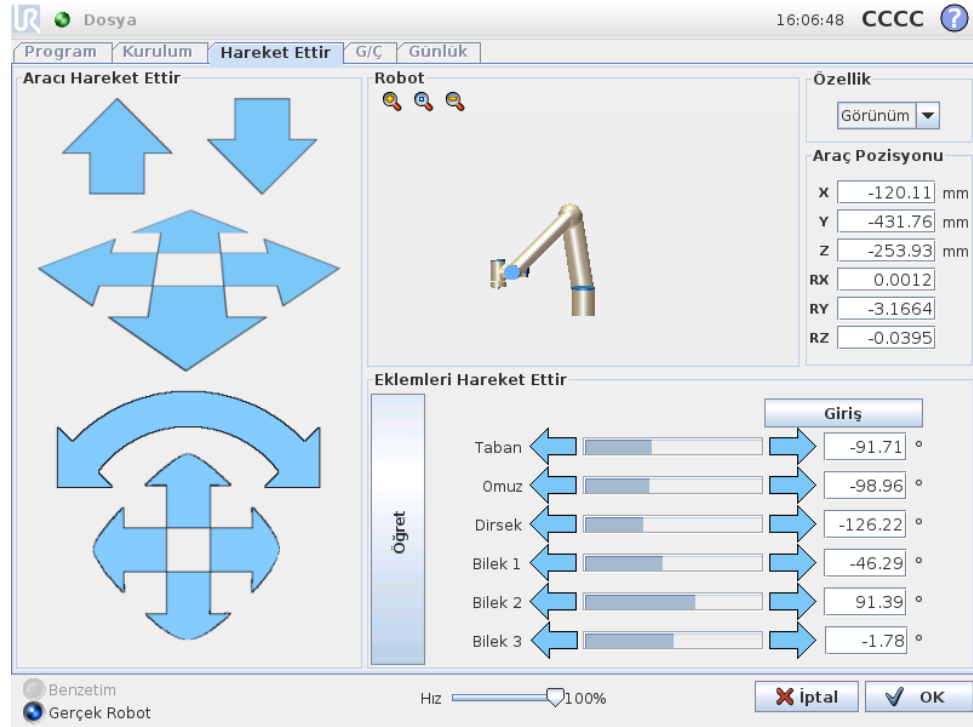 UR Dosya 16:06:48 CCCC ?
Program Kurulum Hareket Ettir G/Ç Günlük
Aracı Hareket Ettir
Robot
Özellik
Görünüm
Araç Pozisyonu
X -120.11 mm
Y -431.76 mm
Z -253.93 mm
RX 0.0012
RY -3.1664
RZ -0.0395
Eklemleri Hareket Ettir
Öğret
Giriş
Taban -91.71 º
Omuz -98.96 º
Dirsek -126.22 º
Bilek 1 -46.29 º
Bilek 2 91.39 º
Bilek 3 -1.78 º
Benzetim
Gerçek Robot
Hız 100%
İptal
OK